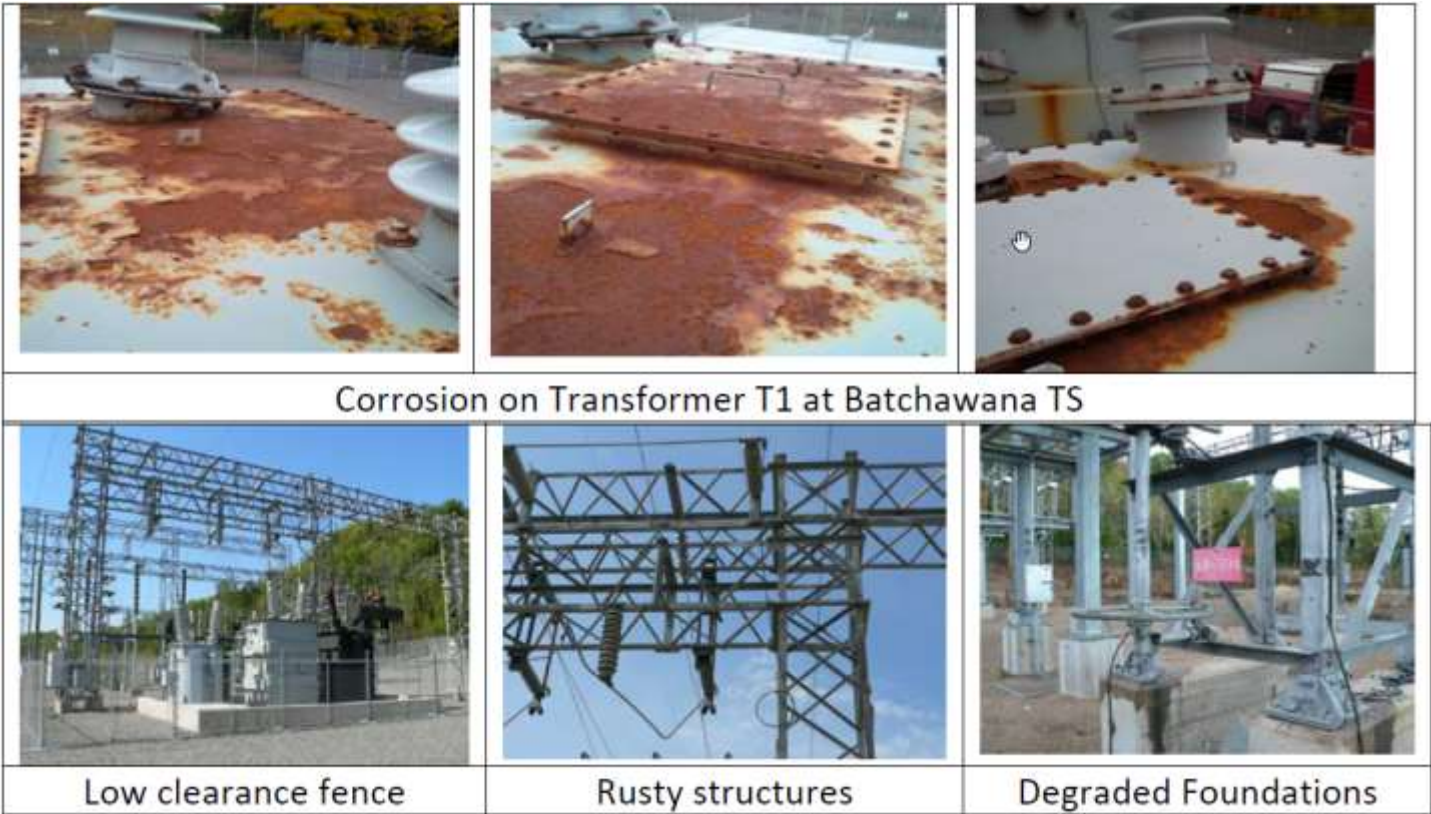 Corrosion on Transformer T1 at Batchawana TS
Low clearance fence
Rusty structures
Degraded Foundations